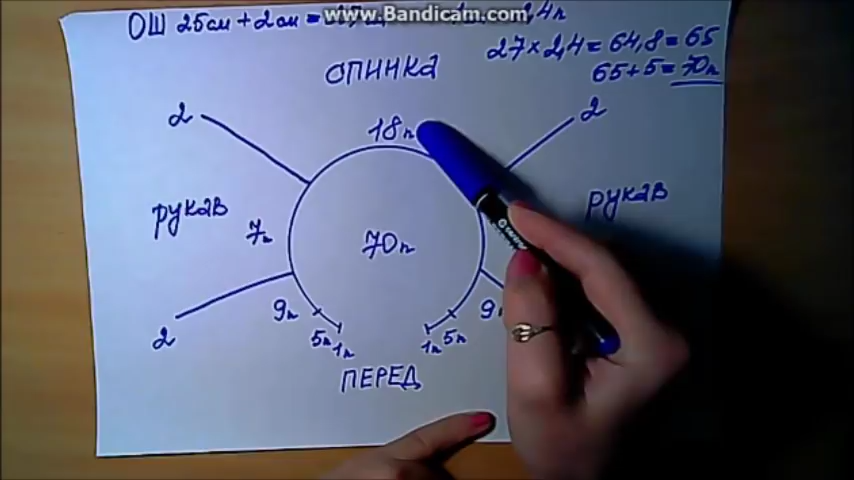 www.Bandicam.com
ОШ 25см + 2см =
27 × 2,4 = 64,8 = 65
65 + 5 = 70п
спинка
2
18п
2
рукав
7п
70п
рукав
9п
5п 1п
1п 5п
9п
2
ПЕРЕД